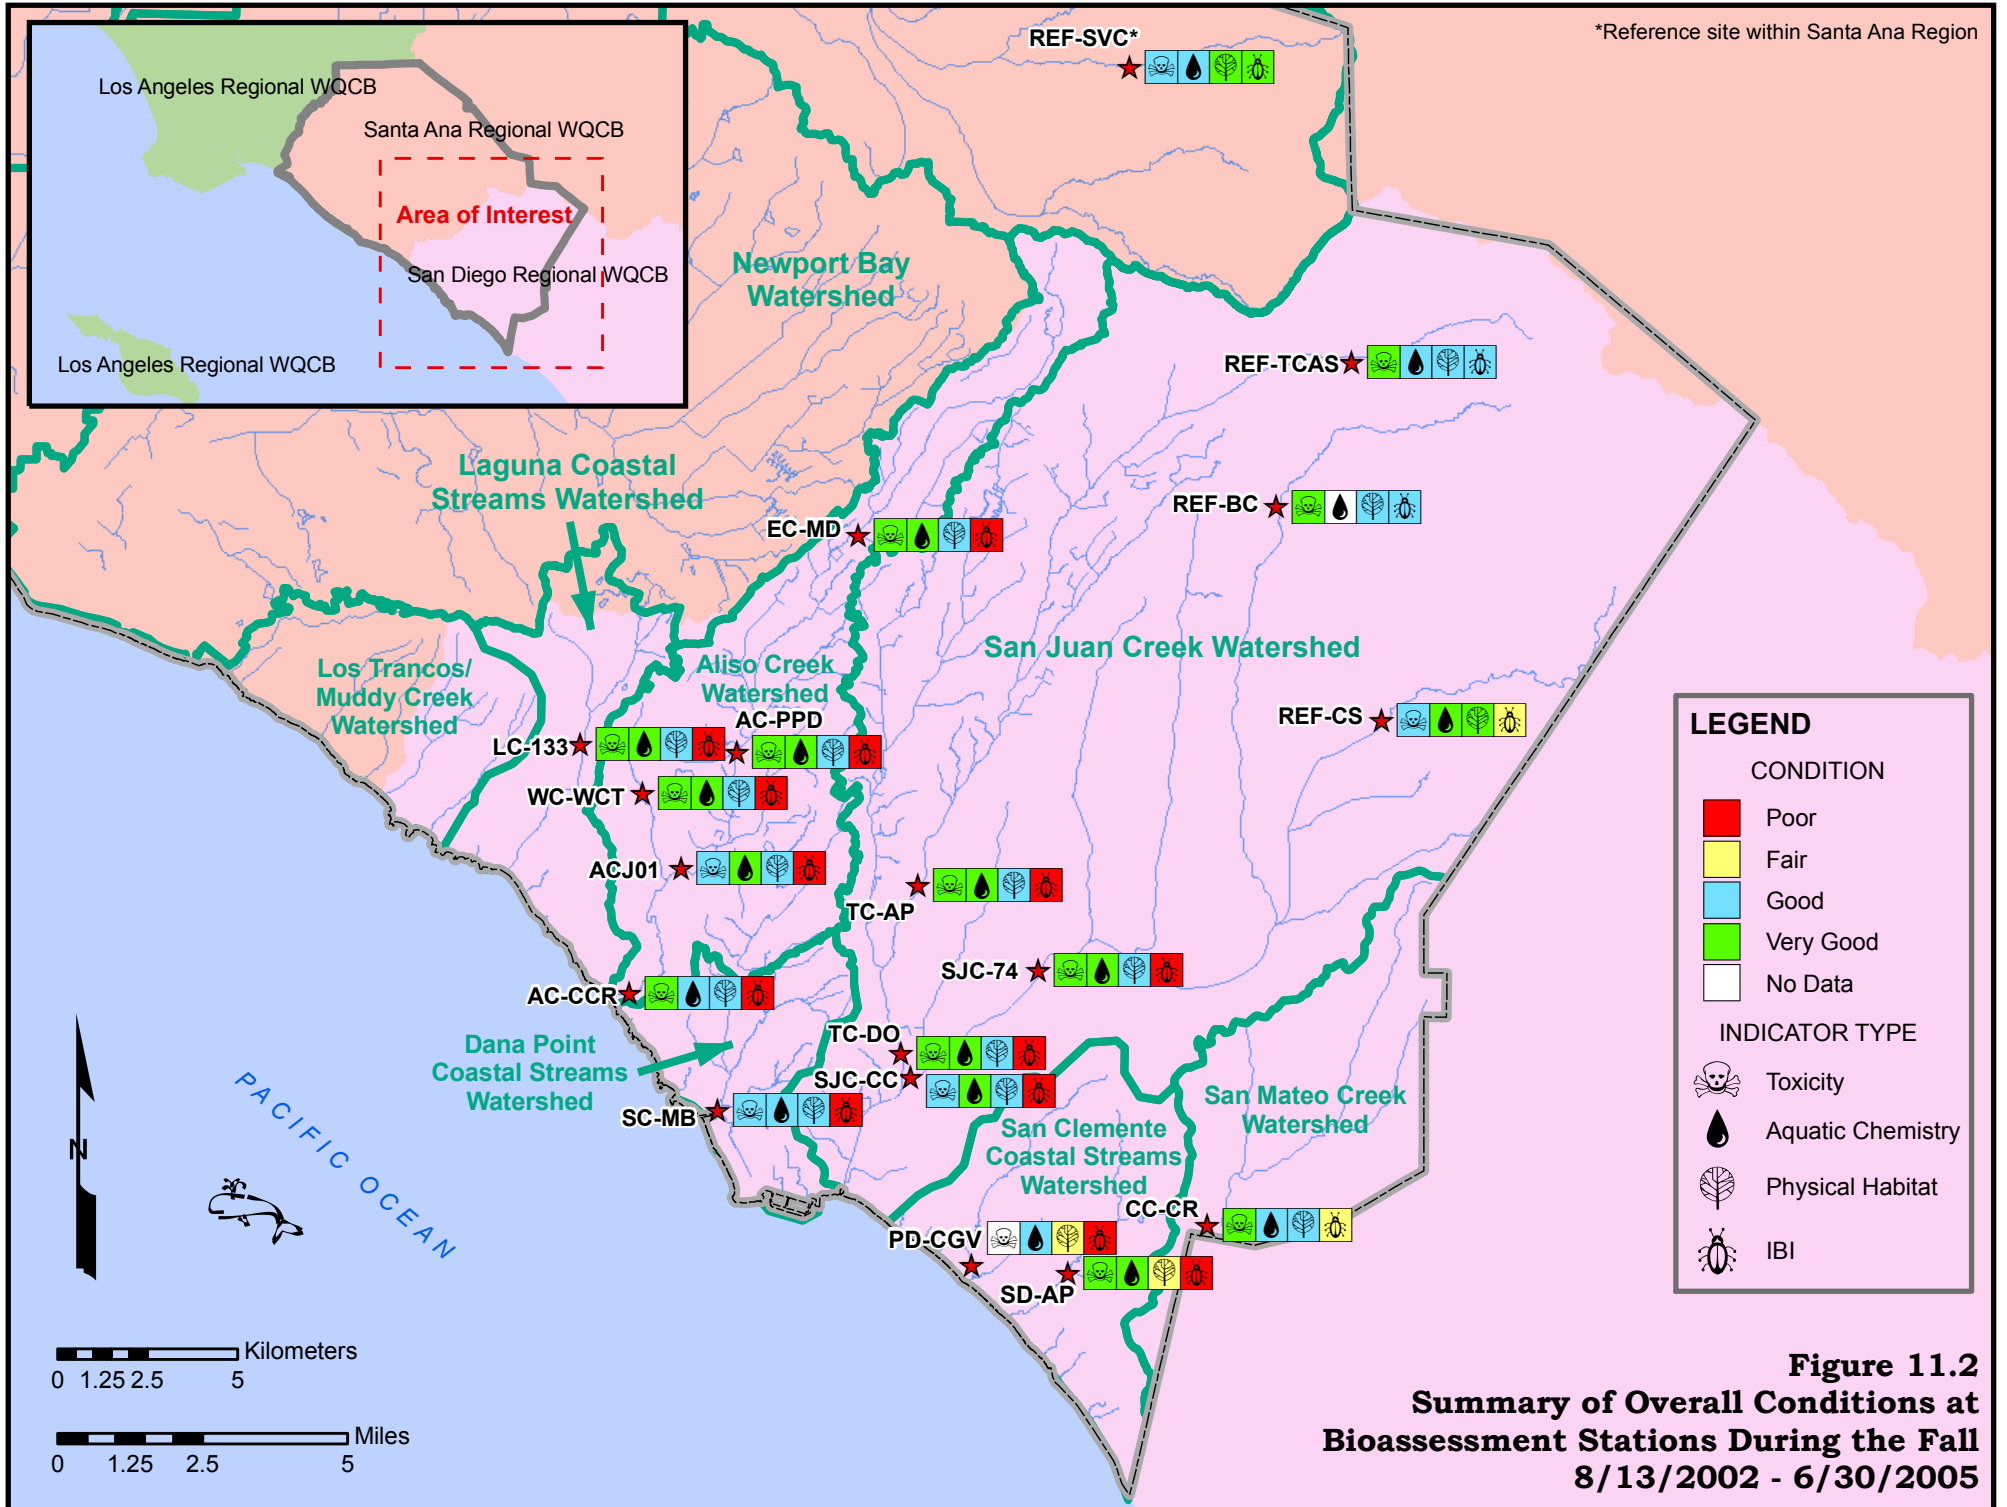 *Reference site within Santa Ana Region
REF-SVC*
Los Angeles Regional WQCB
Santa Ana Regional WQCB
Area of Interest
San Diego Regional WQCB
Los Angeles Regional WQCB
Newport Bay
Watershed
REF-TCAS
Laguna Coastal
Streams Watershed
REF-BC
EC-MD
San Juan Creek Watershed
Los Trancos/
Muddy Creek
Watershed
Aliso Creek
Watershed
AC-PPD
REF-CS
LC-133
WC-WCT
ACJ01
TC-AP
SJC-74
AC-CCR
TC-DO
Dana Point
Coastal Streams
Watershed
SJC-CC
SC-MB
San Mateo Creek
Watershed
San Clemente
Coastal Streams
Watershed
CC-CR
PD-CGV
SD-AP
PACIFIC OCEAN
N
LEGEND
CONDITION
Poor
Fair
Good
Very Good
No Data
INDICATOR TYPE
Toxicity
Aquatic Chemistry
Physical Habitat
IBI
Kilometers
0 1.25 2.5 5
Miles
0 1.25 2.5 5
Figure 11.2
Summary of Overall Conditions at
Bioassessment Stations During the Fall
8/13/2002 - 6/30/2005